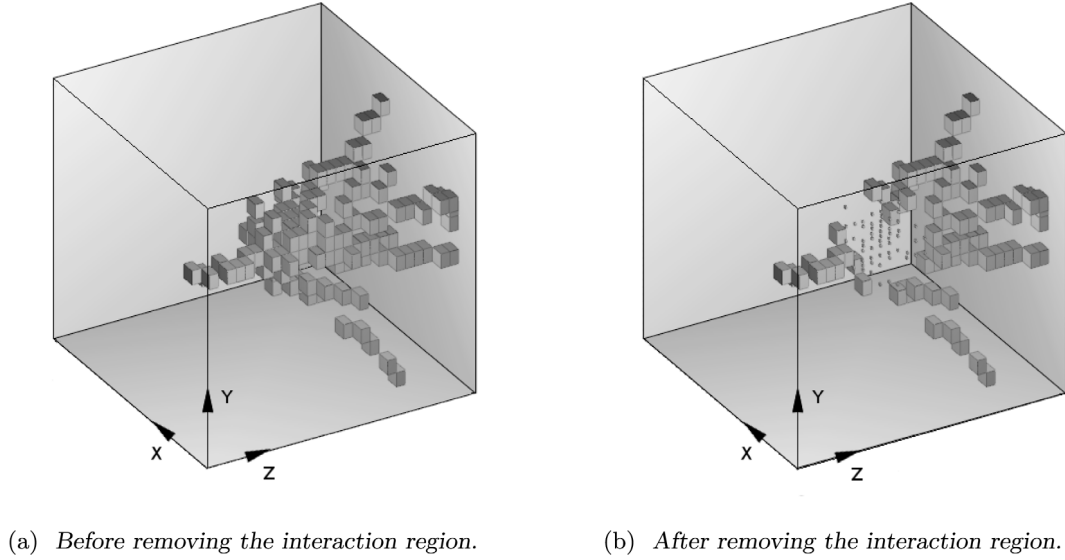 Y
X
Z
Y
X
Z
(a) Before removing the interaction region.
(b) After removing the interaction region.